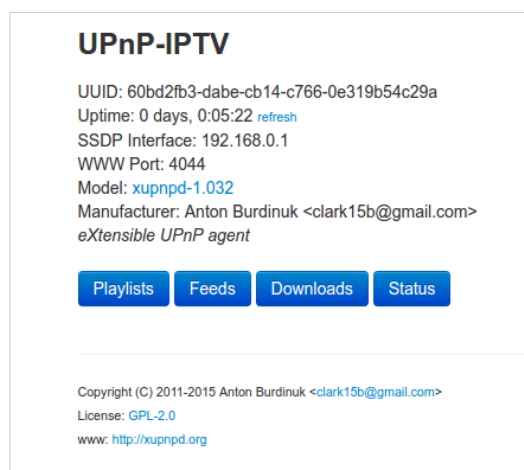 UPnP-IPTV
UUID: 60bd2fb3-dabe-cb14-c766-0e319b54c29a
Uptime: 0 days, 0:05:22 refresh
SSDP Interface: 192.168.0.1
WWW Port: 4044
Model: xupnpd-1.032
Manufacturer: Anton Burdinuk <clark15b@gmail.com>
eXtensible UPnP agent
Playlists Feeds Downloads Status
Copyright (C) 2011-2015 Anton Burdinuk <clark15b@gmail.com>
License: GPL-2.0
www: http://xupnpd.org